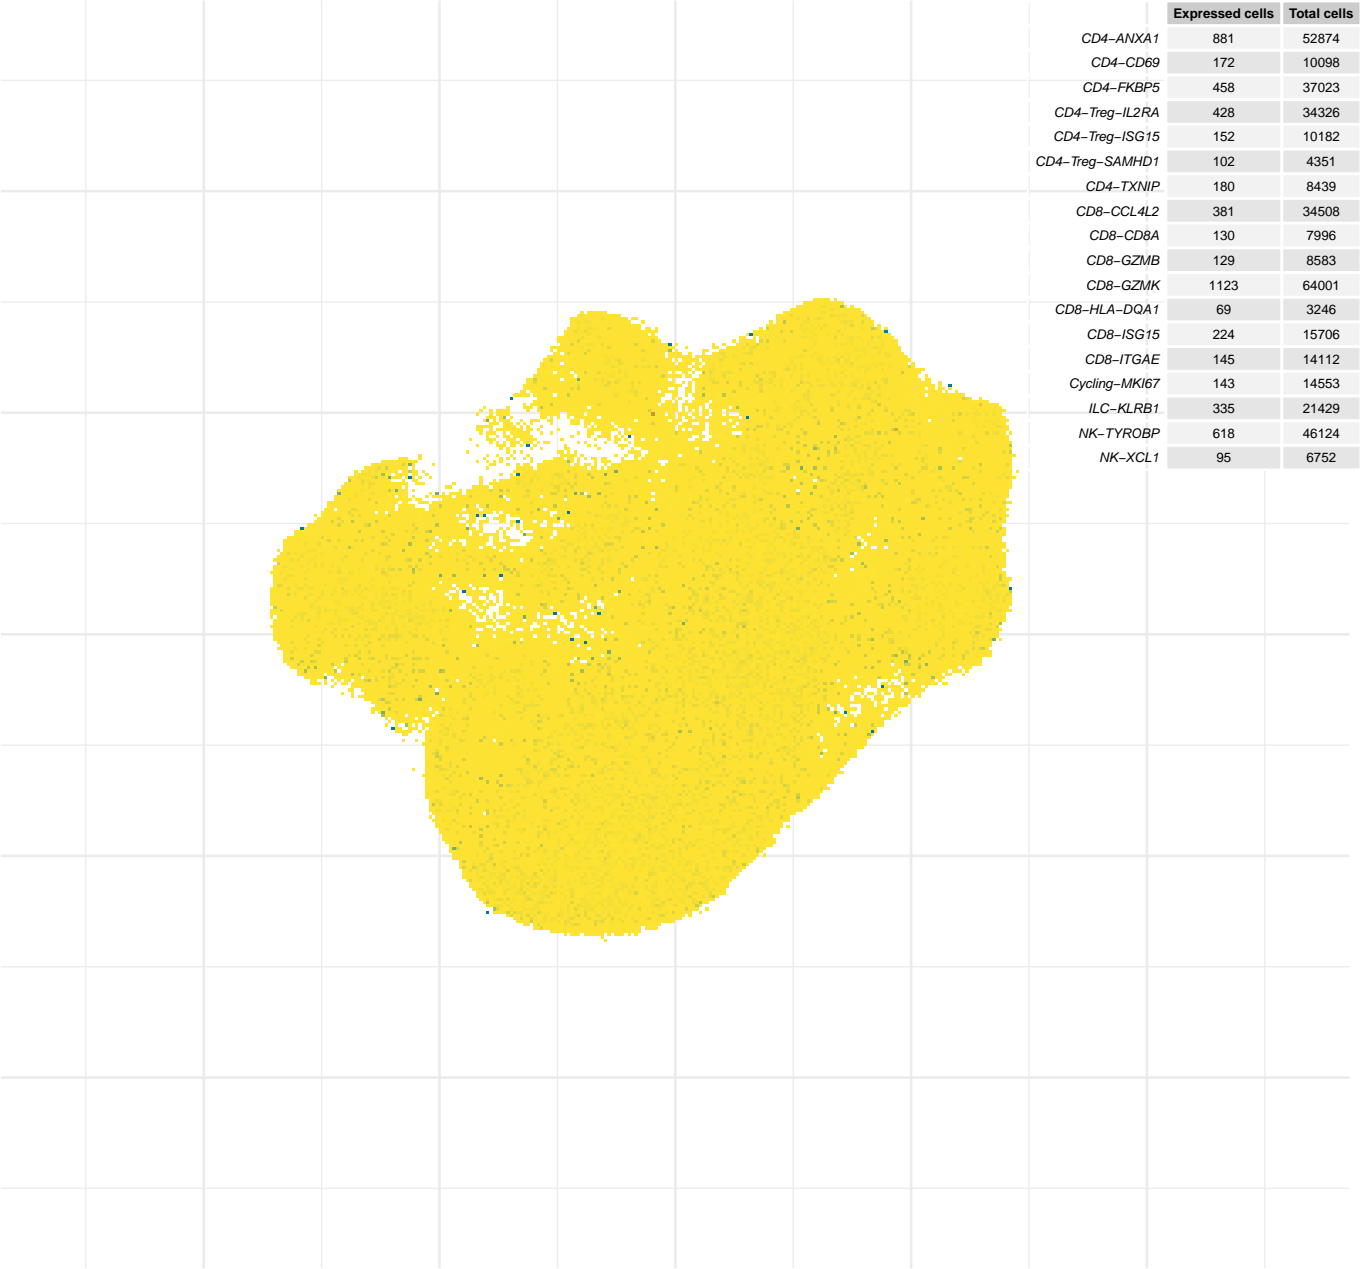 Expressed cells Total cells
CD4−ANXA1 881 52874
CD4−CD69 172 10098
CD4−FKBP5 458 37023
CD4−Treg−IL2RA 428 34326
CD4−Treg−ISG15 152 10182
CD4−Treg−SAMHD1 102 4351
CD4−TXNIP 180 8439
CD8−CCL4L2 381 34508
CD8−CD8A 130 7996
CD8−GZMB 129 8583
CD8−GZMK 1123 64001
CD8−HLA−DQA1 69 3246
CD8−ISG15 224 15706
CD8−ITGAE 145 14112
Cycling−MKI67 143 14553
ILC−KLRB1 335 21429
NK−TYROBP 618 46124
NK−XCL1 95 6752